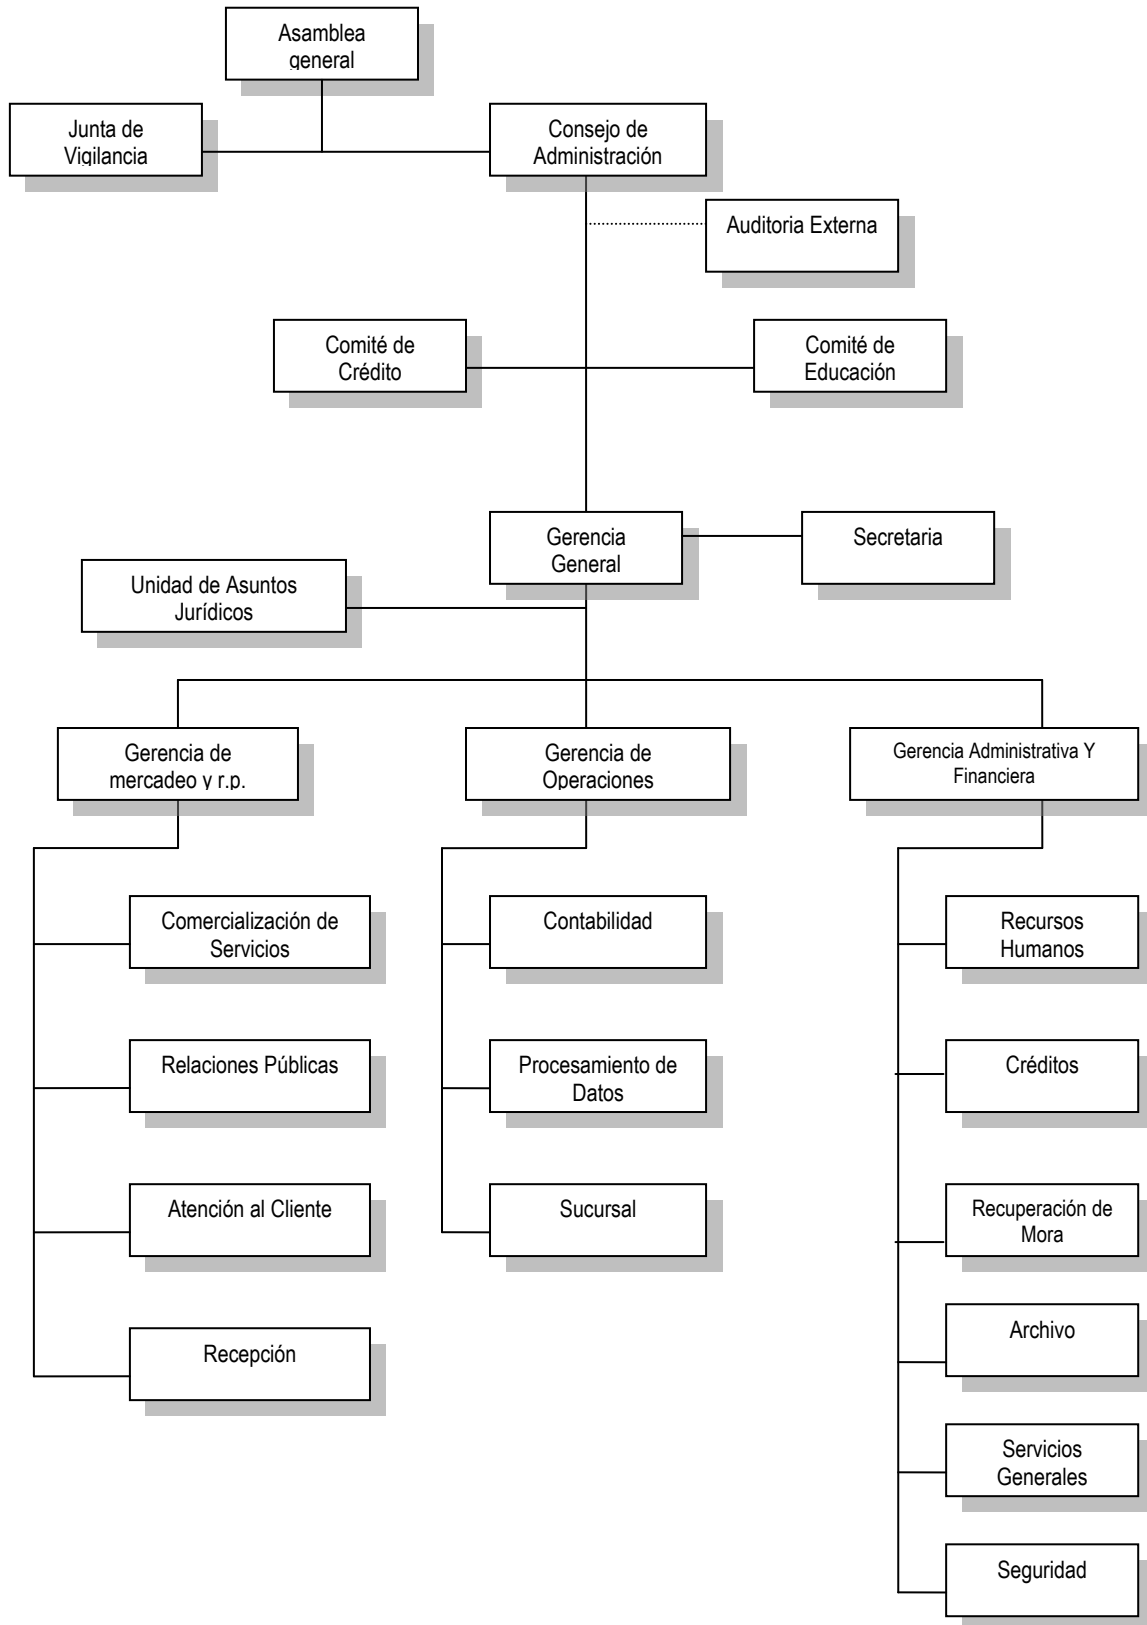 Asamblea
general
Junta de
Vigilancia
Consejo de
Administración
Auditoria Externa
Comité de
Crédito
Comité de
Educación
Gerencia
General
Secretaria
Unidad de Asuntos
Jurídicos
Gerencia de
mercadeo y r.p.
Gerencia de
Operaciones
Gerencia Administrativa Y
Financiera
Comercialización de
Servicios
Relaciones Públicas
Atención al Cliente
Recepción
Contabilidad
Procesamiento de
Datos
Sucursal
Recursos
Humanos
Créditos
Recuperación de
Mora
Archivo
Servicios
Generales
Seguridad